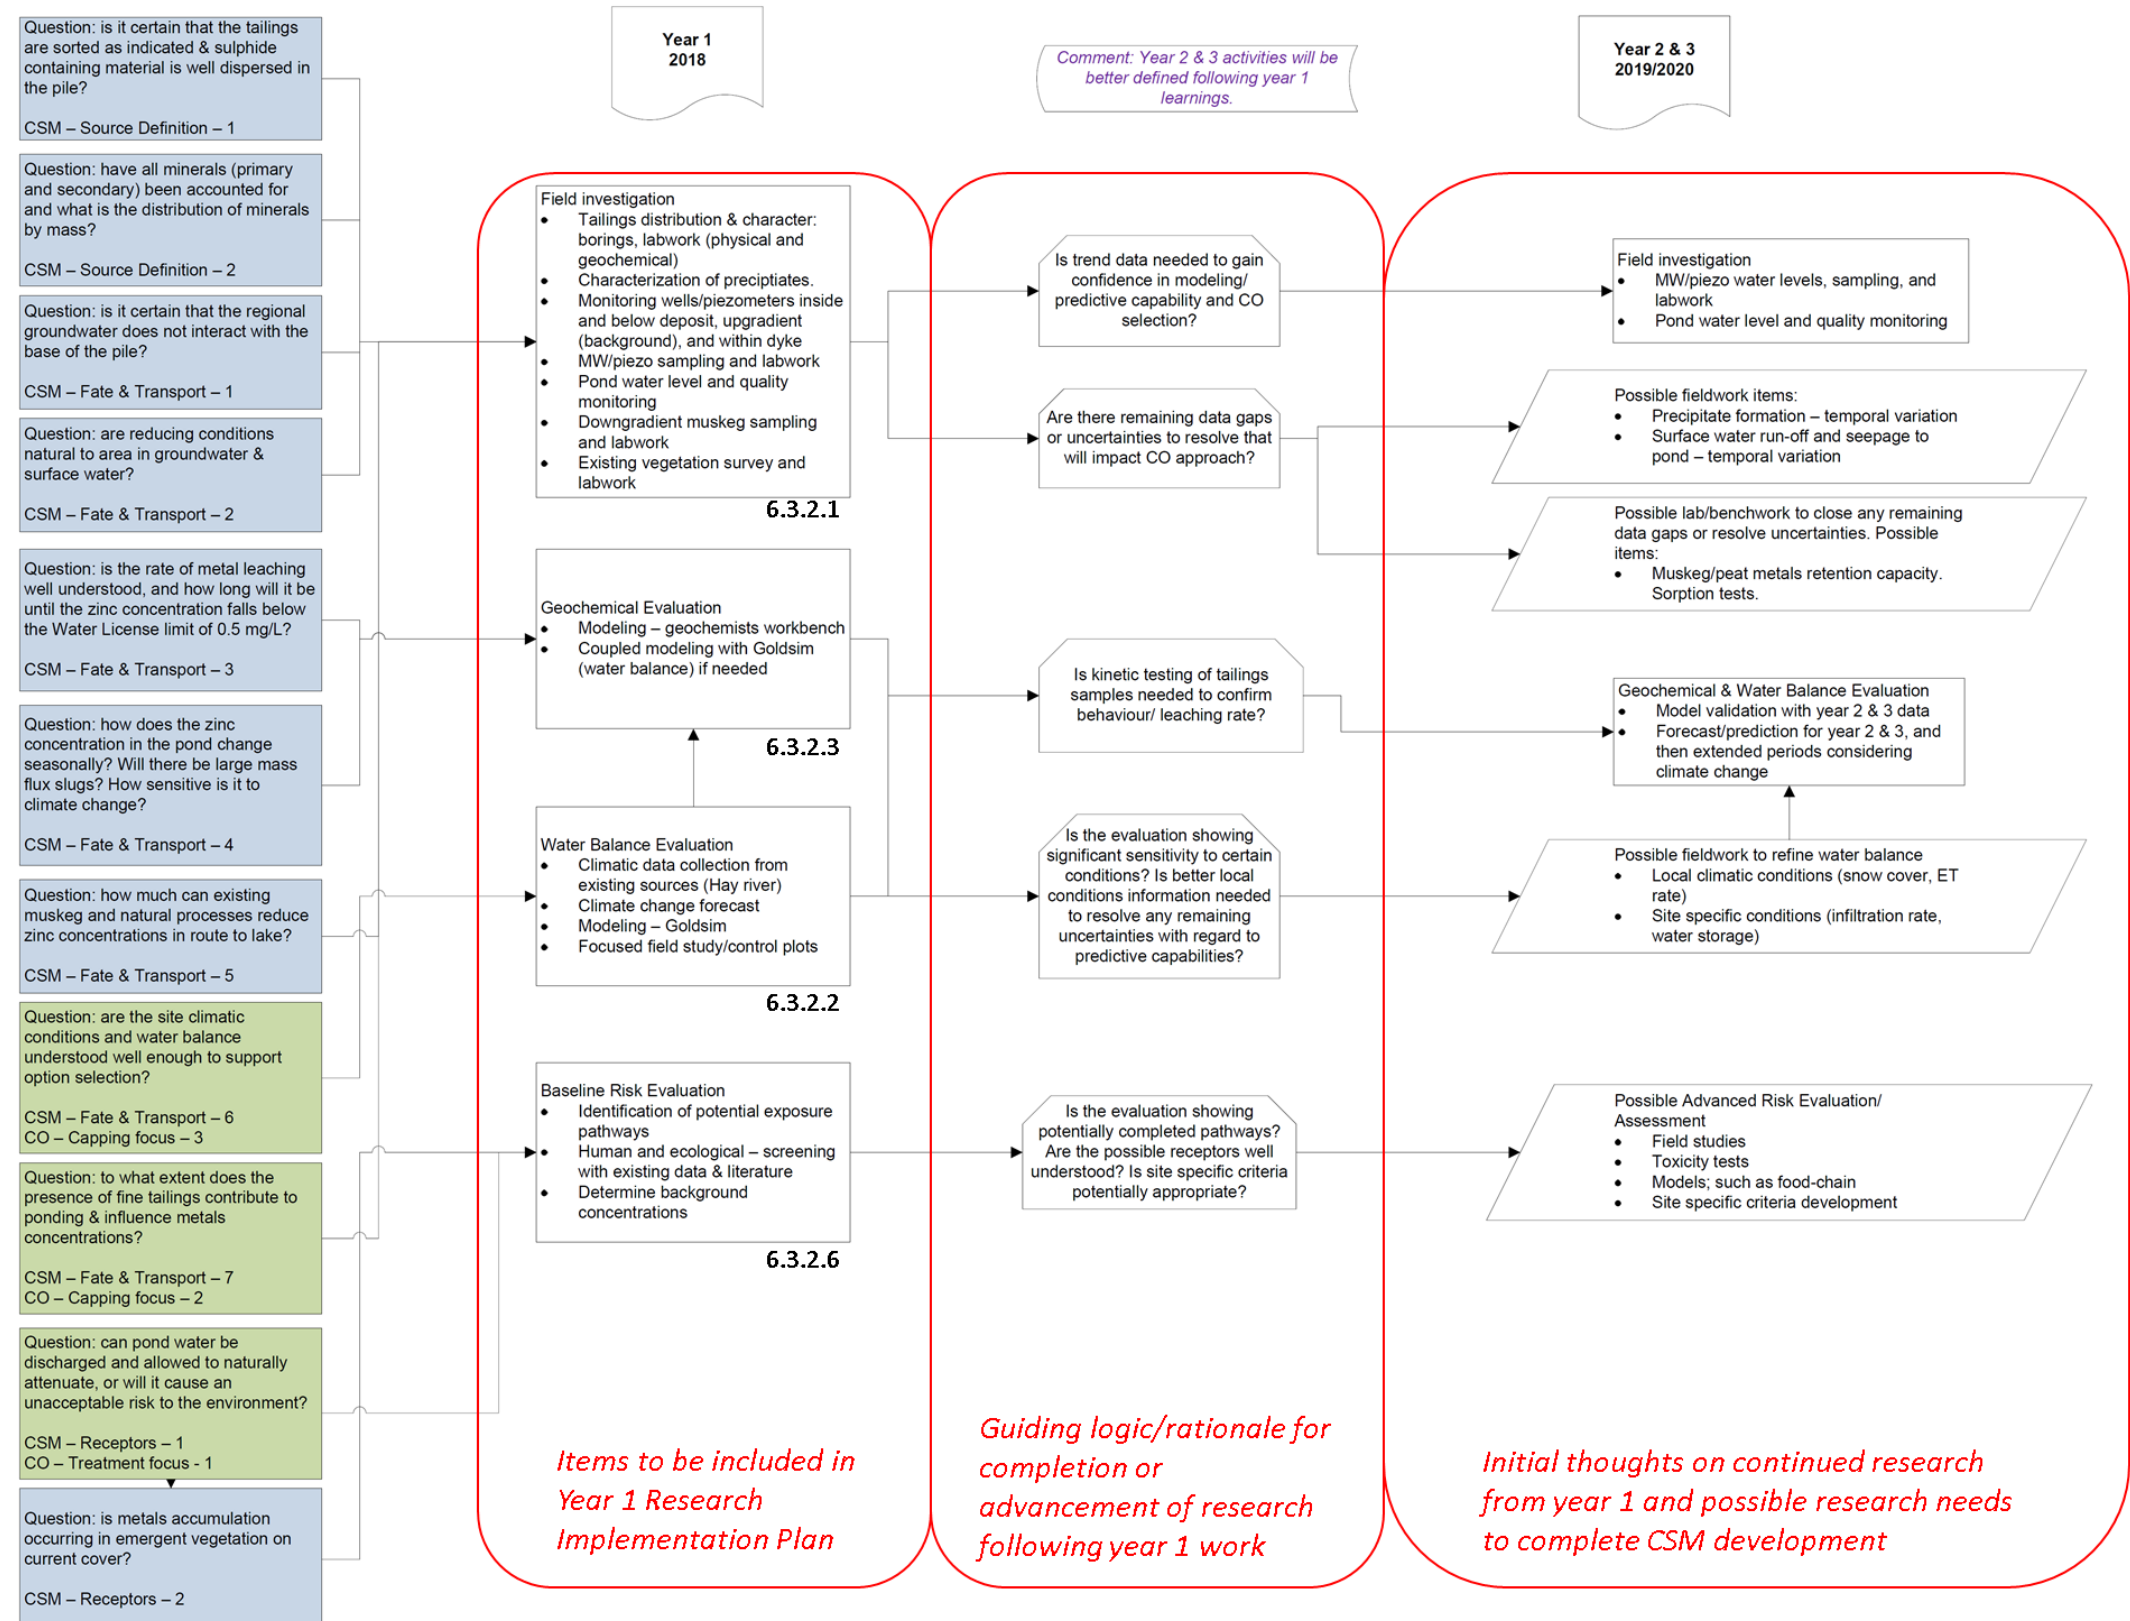 Question: is it certain that the tailings
are sorted as indicated & sulphide
containing material is well dispersed in
the pile?
CSM – Source Definition – 1
Question: have all minerals (primary
and secondary) been accounted for
and what is the distribution of minerals
by mass?
CSM – Source Definition – 2
Question: is it certain that the regional
groundwater does not interact with the
base of the pile?
CSM – Fate & Transport – 1
Question: are reducing conditions
natural to area in groundwater &
surface water?
CSM – Fate & Transport – 2
Question: is the rate of metal leaching
well understood, and how long will it be
until the zinc concentration falls below
the Water License limit of 0.5 mg/L?
CSM – Fate & Transport – 3
Question: how does the zinc
concentration in the pond change
seasonally? Will there be large mass
flux slugs? How sensitive is it to
climate change?
CSM – Fate & Transport – 4
Question: how much can existing
muskeg and natural processes reduce
zinc concentrations in route to lake?
CSM – Fate & Transport – 5
Question: are the site climatic
conditions and water balance
understood well enough to support
option selection?
CSM – Fate & Transport – 6
CO – Capping focus – 3
Question: to what extent does the
presence of fine tailings contribute to
ponding & influence metals
concentrations?
CSM – Fate & Transport – 7
CO – Capping focus – 2
Question: can pond water be
discharged and allowed to naturally
attenuate, or will it cause an
unacceptable risk to the environment?
CSM – Receptors – 1
CO – Treatment focus - 1
Question: is metals accumulation
occurring in emergent vegetation on
current cover?
CSM – Receptors – 2
Year 1
2018
Field investigation
• Tailings distribution & character:
borings, labwork (physical and
geochemical)
• Characterization of preciptiates.
• Monitoring wells/piezometers inside
and below deposit, upgradient
(background), and within dyke
• MW/piezo sampling and labwork
• Pond water level and quality
monitoring
• Downgradient muskeg sampling
and labwork
• Existing vegetation survey and
labwork
6.3.2.1
Geochemical Evaluation
• Modeling – geochemists workbench
• Coupled modeling with Goldsim
(water balance) if needed
6.3.2.3
Water Balance Evaluation
• Climatic data collection from
existing sources (Hay river)
• Climate change forecast
• Modeling – Goldsim
• Focused field study/control plots
6.3.2.2
Baseline Risk Evaluation
• Identification of potential exposure
pathways
• Human and ecological – screening
with existing data & literature
• Determine background
concentrations
6.3.2.6
Items to be included in
Year 1 Research
Implementation Plan
Comment: Year 2 & 3 activities will be
better defined following year 1
learnings.
Is trend data needed to gain
confidence in modeling/
predictive capability and CO
selection?
Are there remaining data gaps
or uncertainties to resolve that
will impact CO approach?
Is kinetic testing of tailings
samples needed to confirm
behaviour/ leaching rate?
Is the evaluation showing
significant sensitivity to certain
conditions? Is better local
conditions information needed
to resolve any remaining
uncertainties with regard to
predictive capabilities?
Is the evaluation showing
potentially completed pathways?
Are the possible receptors well
understood? Is site specific criteria
potentially appropriate?
Guiding logic/rationale for
completion or
advancement of research
following year 1 work
Year 2 & 3
2019/2020
Field investigation
• MW/piezo water levels, sampling, and
labwork
• Pond water level and quality monitoring
Possible fieldwork items:
• Precipitate formation – temporal variation
• Surface water run-off and seepage to
pond – temporal variation
Possible lab/benchwork to close any remaining
data gaps or resolve uncertainties. Possible
items:
• Muskeg/peat metals retention capacity.
Sorption tests.
Geochemical & Water Balance Evaluation
• Model validation with year 2 & 3 data
• Forecast/prediction for year 2 & 3, and
then extended periods considering
climate change
Possible fieldwork to refine water balance
• Local climatic conditions (snow cover, ET
rate)
• Site specific conditions (infiltration rate,
water storage)
Possible Advanced Risk Evaluation/
Assessment
• Field studies
• Toxicity tests
• Models; such as food-chain
• Site specific criteria development
Initial thoughts on continued research
from year 1 and possible research needs
to complete CSM development